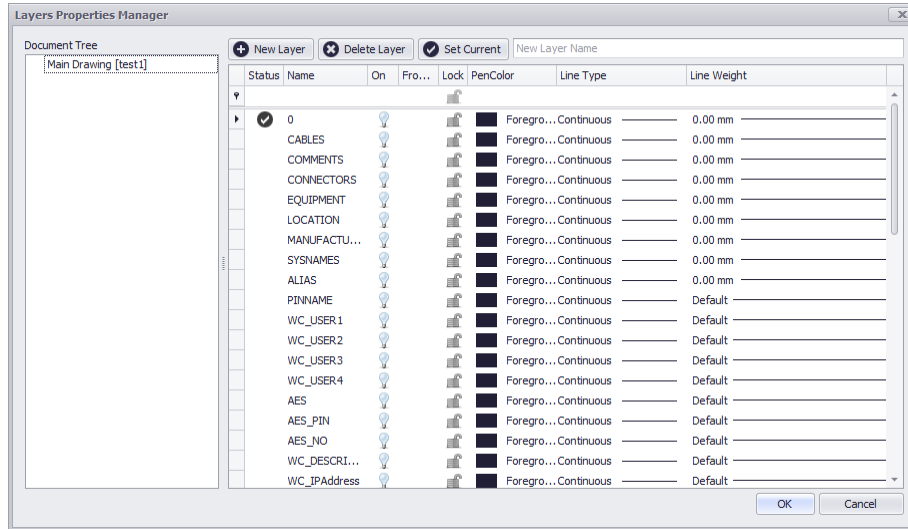 Layers Properties Manager
Document Tree
Main Drawing [test1]
New Layer Delete Layer Set Current New Layer Name
Status Name On Fro... Lock PenColor Line Type Line Weight
0 Foregro... Continuous 0.00 mm
CABLES Foregro... Continuous 0.00 mm
COMMENTS Foregro... Continuous 0.00 mm
CONNECTORS Foregro... Continuous 0.00 mm
EQUIPMENT Foregro... Continuous 0.00 mm
LOCATION Foregro... Continuous 0.00 mm
MANUFACTU... Foregro... Continuous 0.00 mm
SYSNAMES Foregro... Continuous 0.00 mm
ALIAS Foregro... Continuous 0.00 mm
PINNAME Foregro... Continuous Default
WC_USER1 Foregro... Continuous Default
WC_USER2 Foregro... Continuous Default
WC_USER3 Foregro... Continuous Default
WC_USER4 Foregro... Continuous Default
AES Foregro... Continuous Default
AES_PIN Foregro... Continuous Default
AES_NO Foregro... Continuous Default
WC_DESCRI... Foregro... Continuous Default
WC_IPAddress Foregro... Continuous Default
OK Cancel